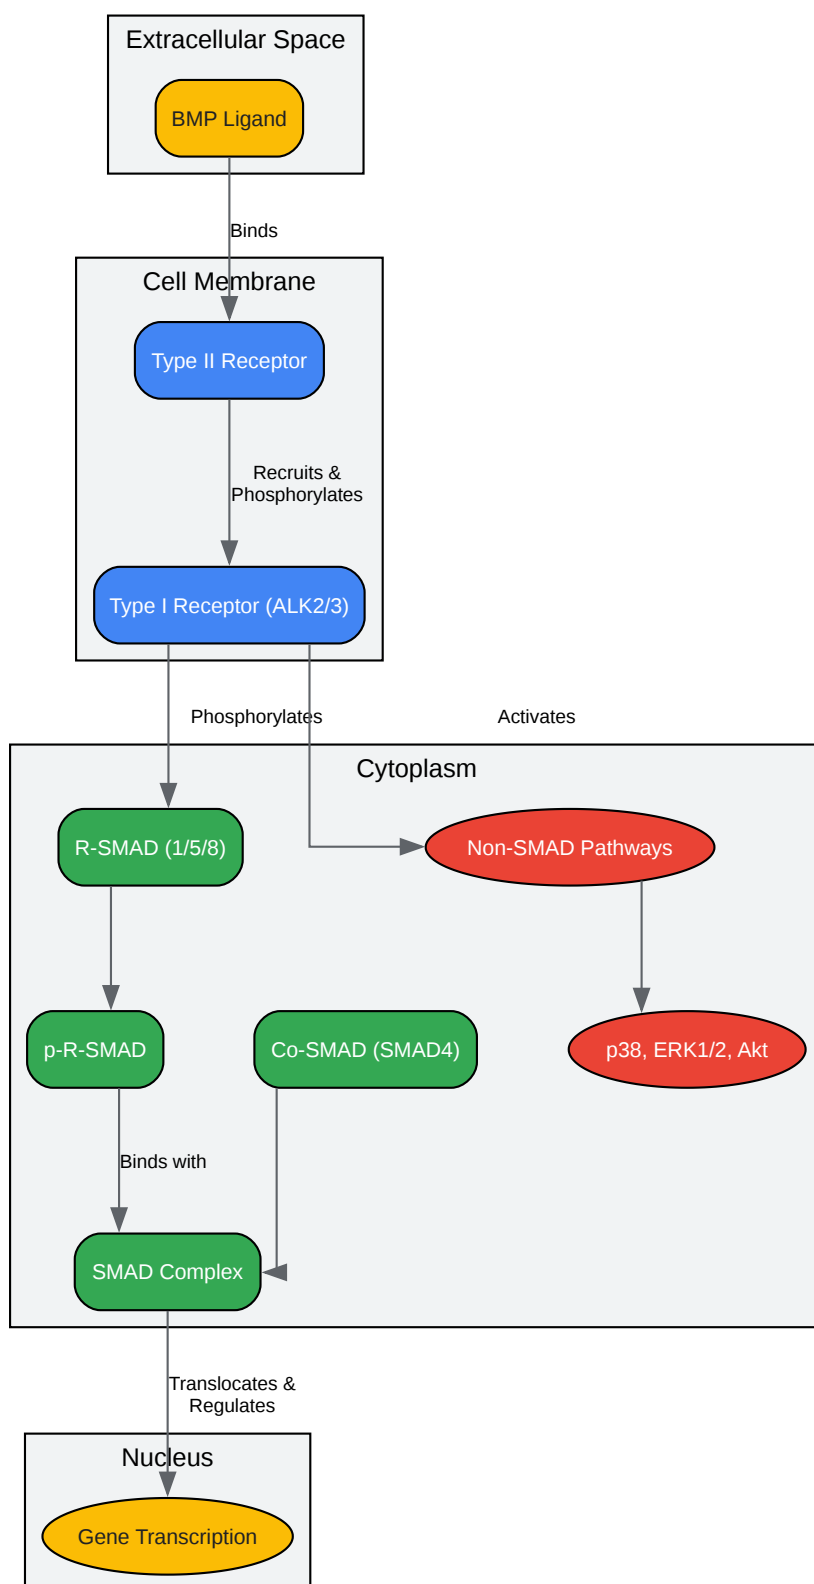 Extracellular Space
BMP Ligand
Binds
Cell Membrane
Type II Receptor
Recruits &
Phosphorylates
Type I Receptor (ALK2/3)
Phosphorylates
Activates
Cytoplasm
R-SMAD (1/5/8)
Non-SMAD Pathways
p-R-SMAD
Co-SMAD (SMAD4)
p38, ERK1/2, Akt
Binds with
SMAD Complex
Translocates &
Regulates
Nucleus
Gene Transcription